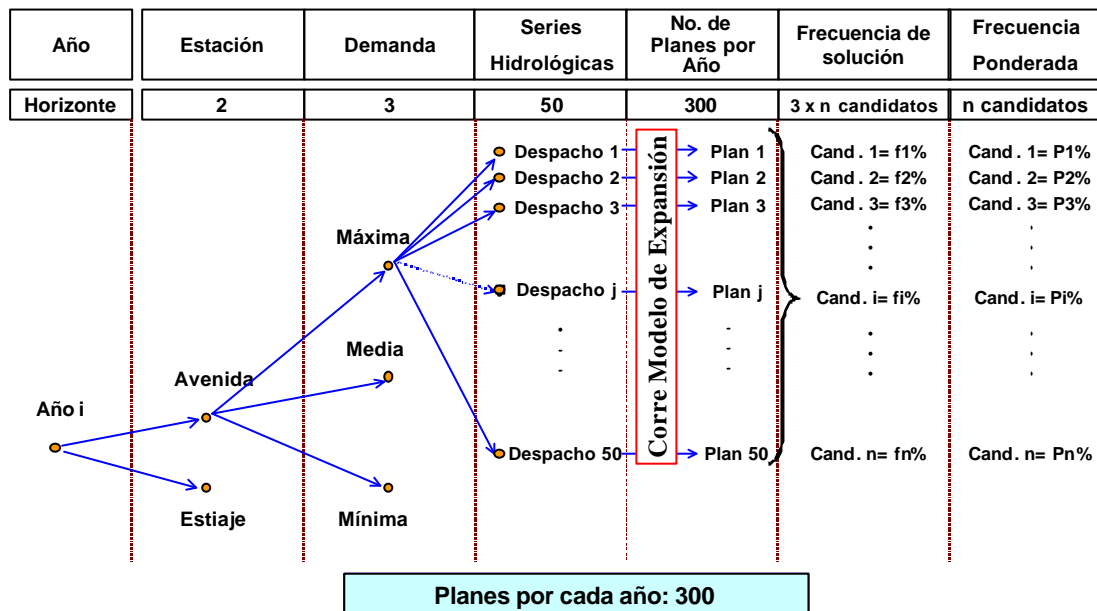 Año
Estación
Demanda
Series
Hidrológicas
No. de
Planes por
Año
Frecuencia de
solución
Frecuencia
Ponderada
Horizonte
2
3
50
300
3 x n candidatos
n candidatos
Despacho 1
Plan 1
Cand . 1= f1%
Cand . 1= P1%
Despacho 2
Plan 2
Cand . 2= f2%
Cand . 2= P2%
Despacho 3
Plan 3
Cand . 3= f3%
Cand . 3= P3%
Máxima
Despacho j
Plan j
Cand . i= fi%
Cand . i= Pi%
Corre Modelo de Expansión
Media
Avenida
Año i
Despacho 50
Plan 50
Cand . n= fn%
Cand . n= Pn%
Estiaje
Mínima
Planes por cada año: 300